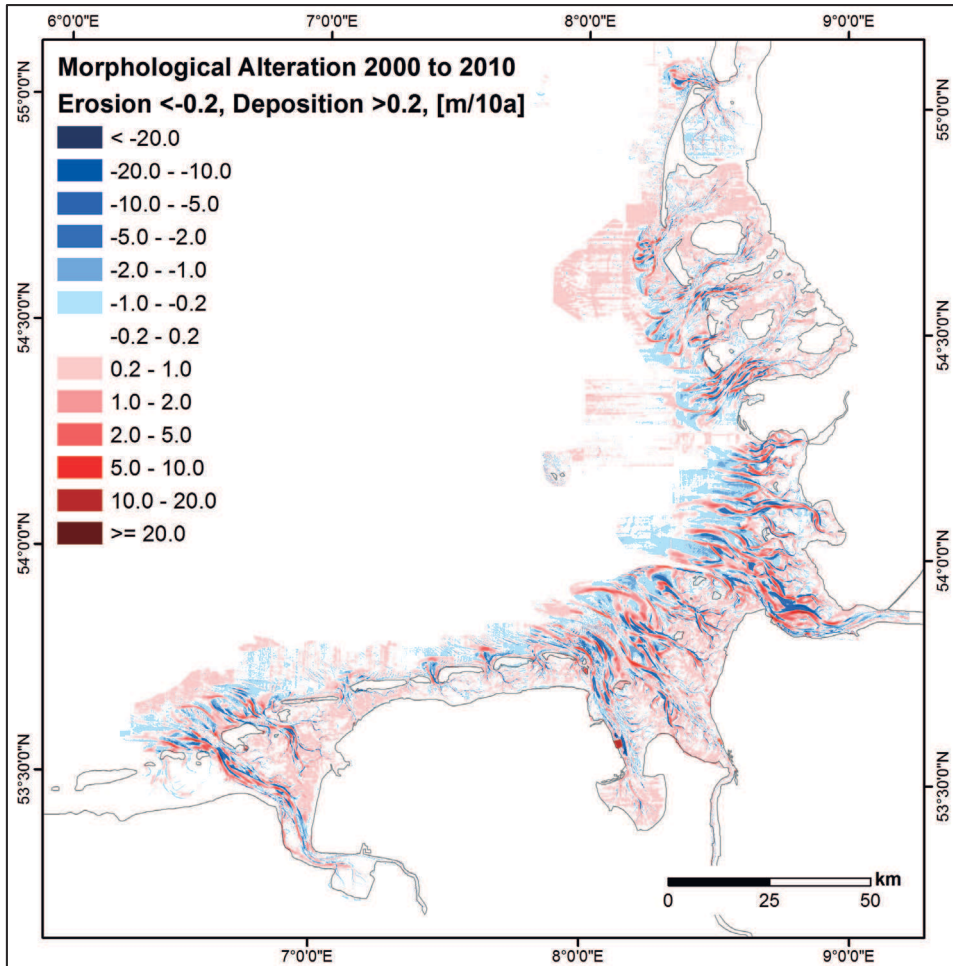 6°0'0"E 7°0'0"E 8°0'0"E 9°0'0"E
Morphological Alteration 2000 to 2010
Erosion <-0.2, Deposition >0.2, [m/10a]
< -20.0
-20.0 - -10.0
-10.0 - -5.0
-5.0 - -2.0
-2.0 - -1.0
-1.0 - -0.2
-0.2 - 0.2
0.2 - 1.0
1.0 - 2.0
2.0 - 5.0
5.0 - 10.0
10.0 - 20.0
>= 20.0
55°0'0"N
54°30'0"N
54°0'0"N
53°30'0"N
55°0'0"N
54°30'0"N
54°0'0"N
53°30'0"N
km
0 25 50
7°0'0"E 8°0'0"E 9°0'0"E